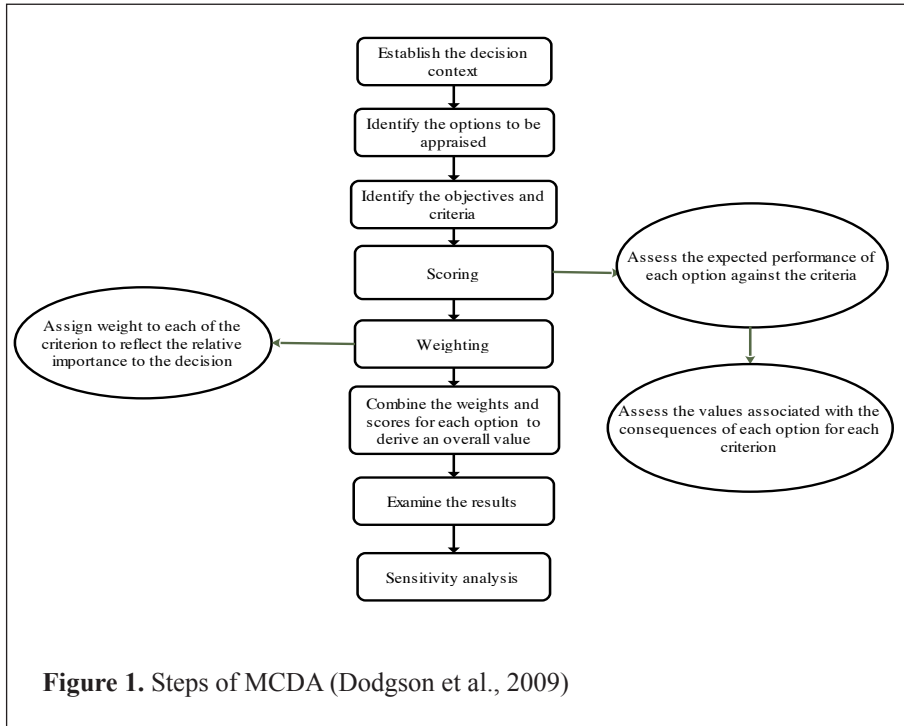 Establish the decision
context
Identify the options to be
appraised
Identify the objectives and
criteria
Scoring
Assess the expected performance of
each option against the criteria
Assign weight to each of the
criterion to reflect the relative
importance to the decision
Weighting
Assess the values associated with the
consequences of each option for each
criterion
Combine the weights and
scores for each option to
derive an overall value
Examine the results
Sensitivity analysis
Figure 1. Steps of MCDA (Dodgson et al., 2009)